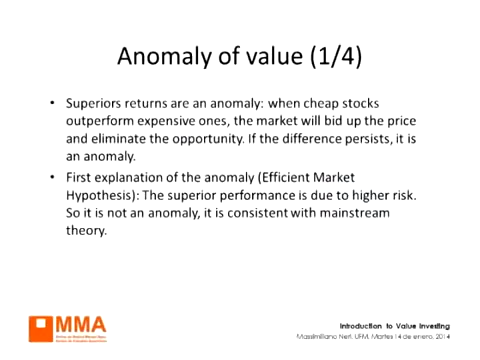 Anomaly of value (1/4)
• Superiors returns are an anomaly: when cheap stocks
outperform expensive ones, the market will bid up the price
and eliminate the opportunity. If the difference persists, it is
an anomaly.
• First explanation of the anomaly (Efficient Market
Hypothesis): The superior performance is due to higher risk.
So it is not an anomaly, it is consistent with mainstream
theory.
MMA
Introduction to Value Investing
Massimiliano Neri, UFM, Martes 14 de enero, 2014